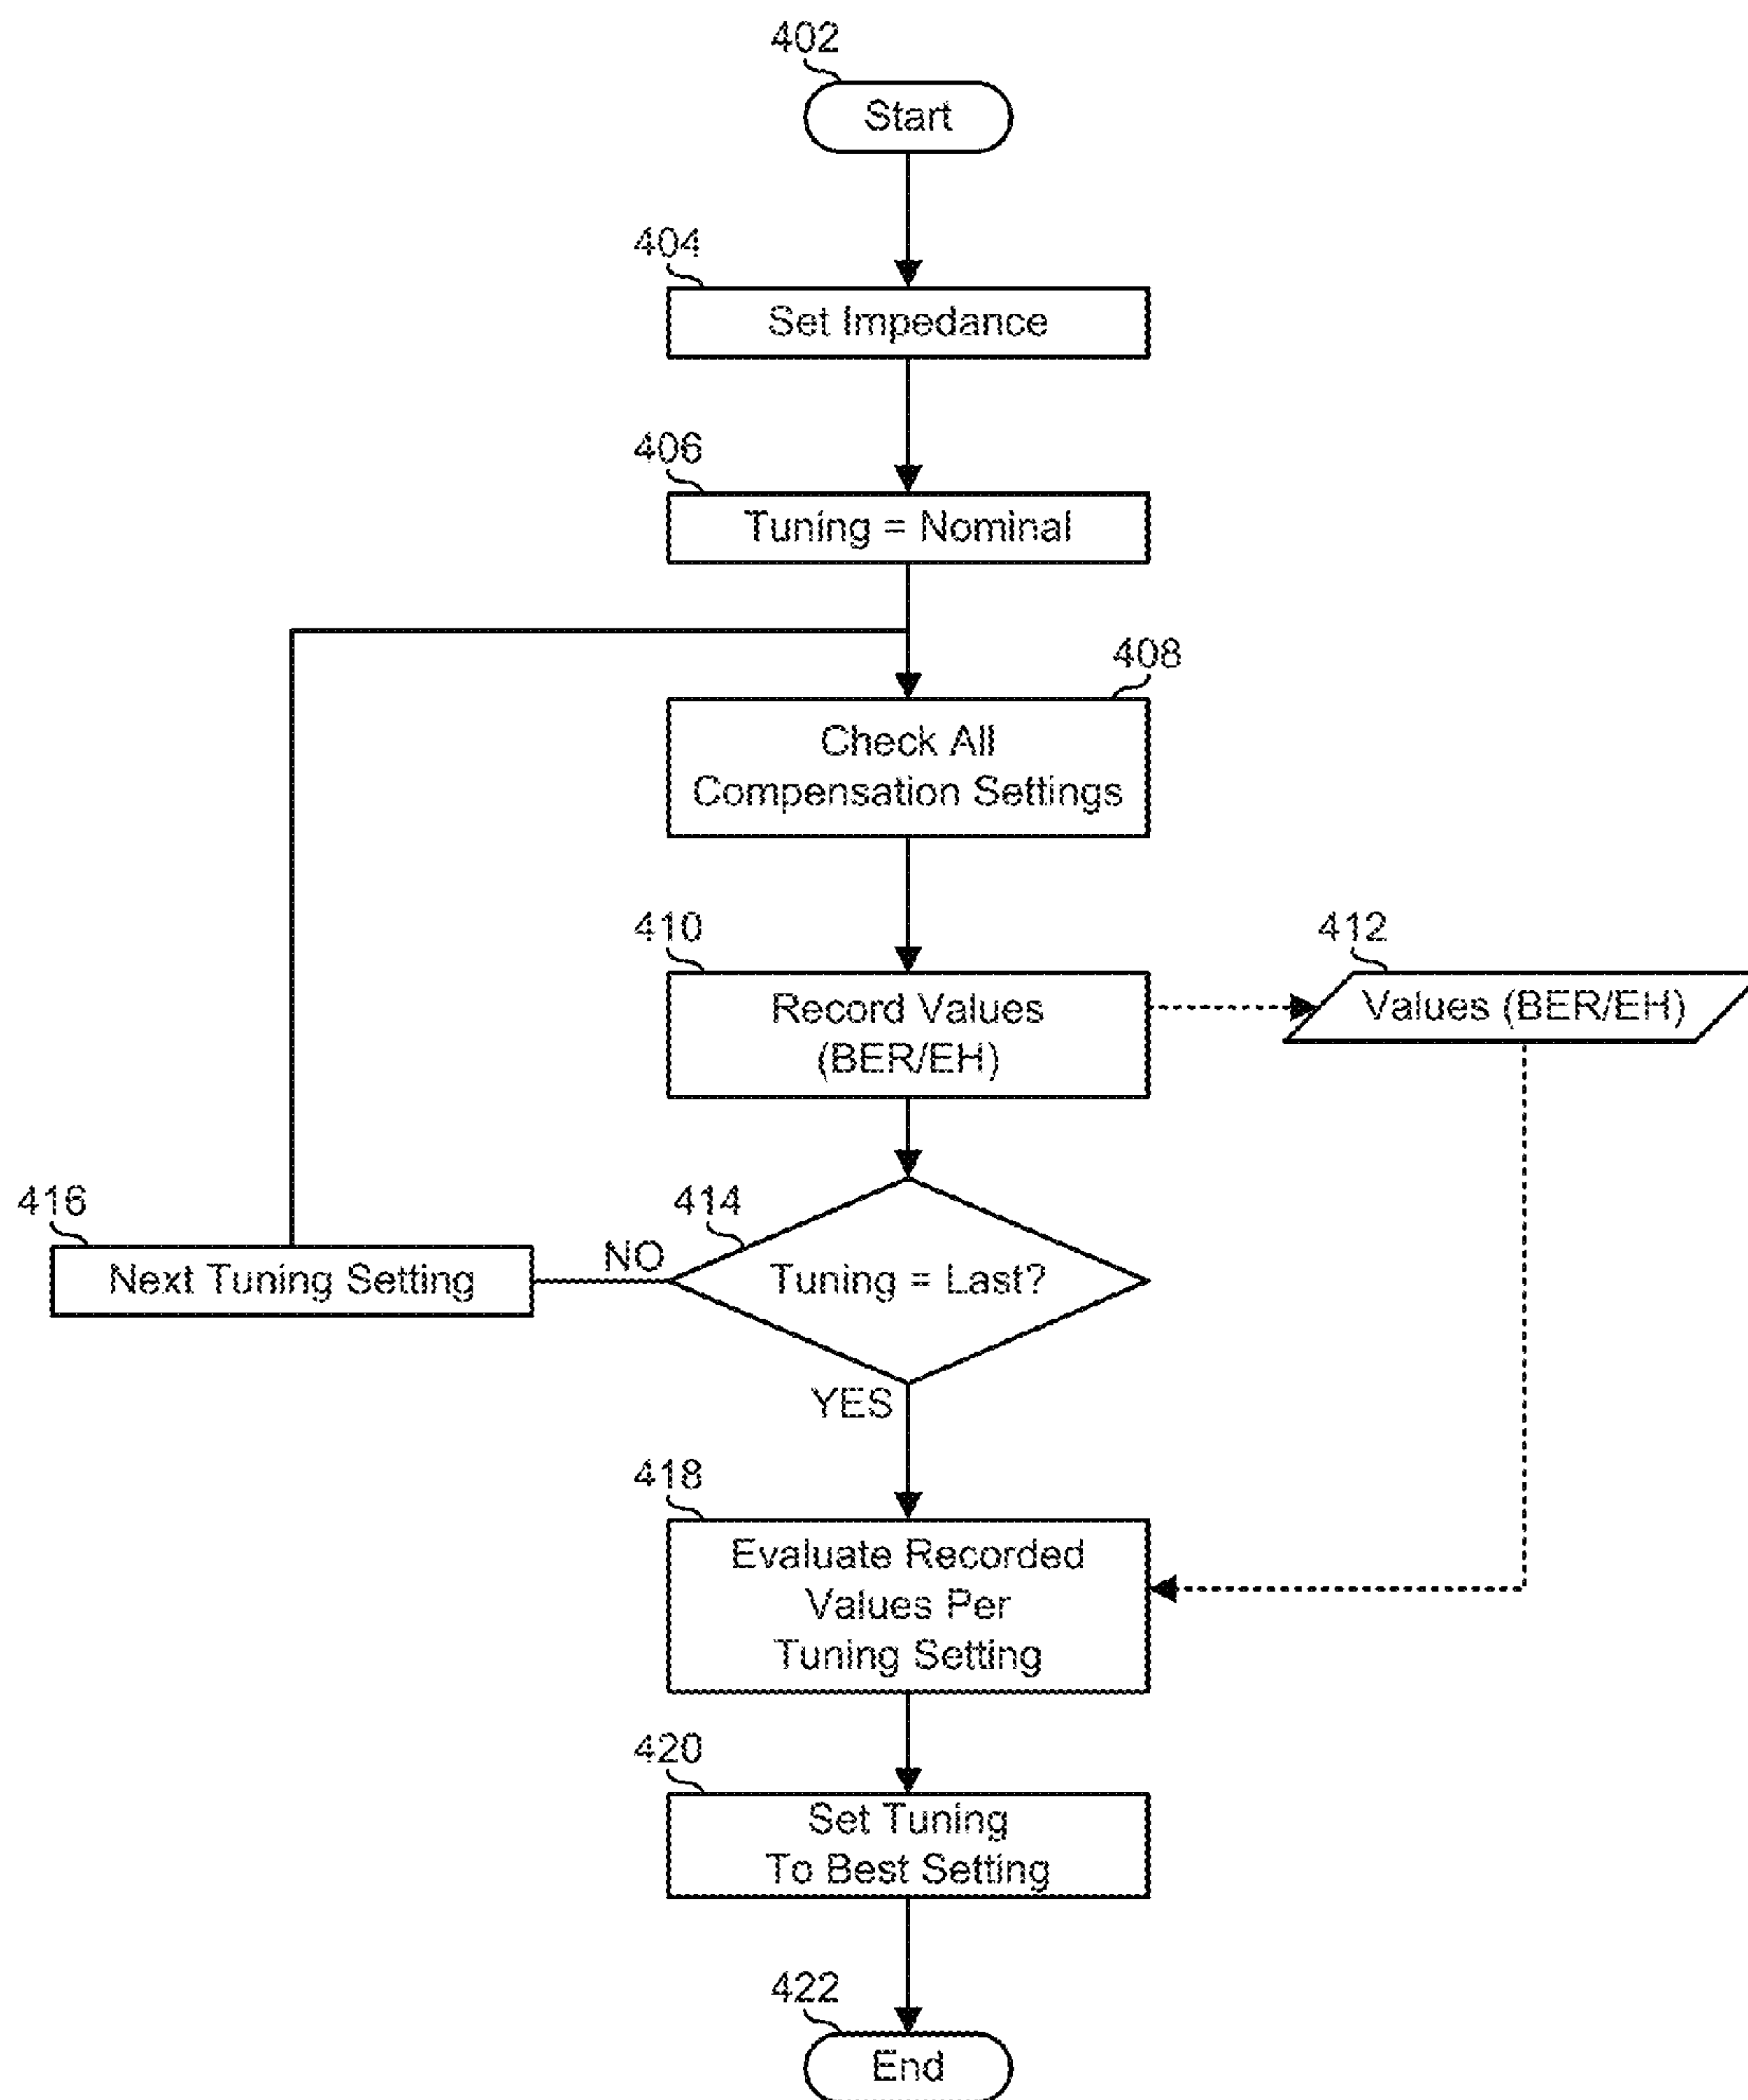 402
Start
404
Set Impedance
406
Tuning = Nominal
408
Check All
Compensation Settings
410
Record Values
(BER/EH)
412
Values (BER/EH)
414
Tuning = Last?
NO
416
Next Tuning Setting
YES
418
Evaluate Recorded
Values Per
Tuning Setting
420
Set Tuning
To Best Setting
422
End